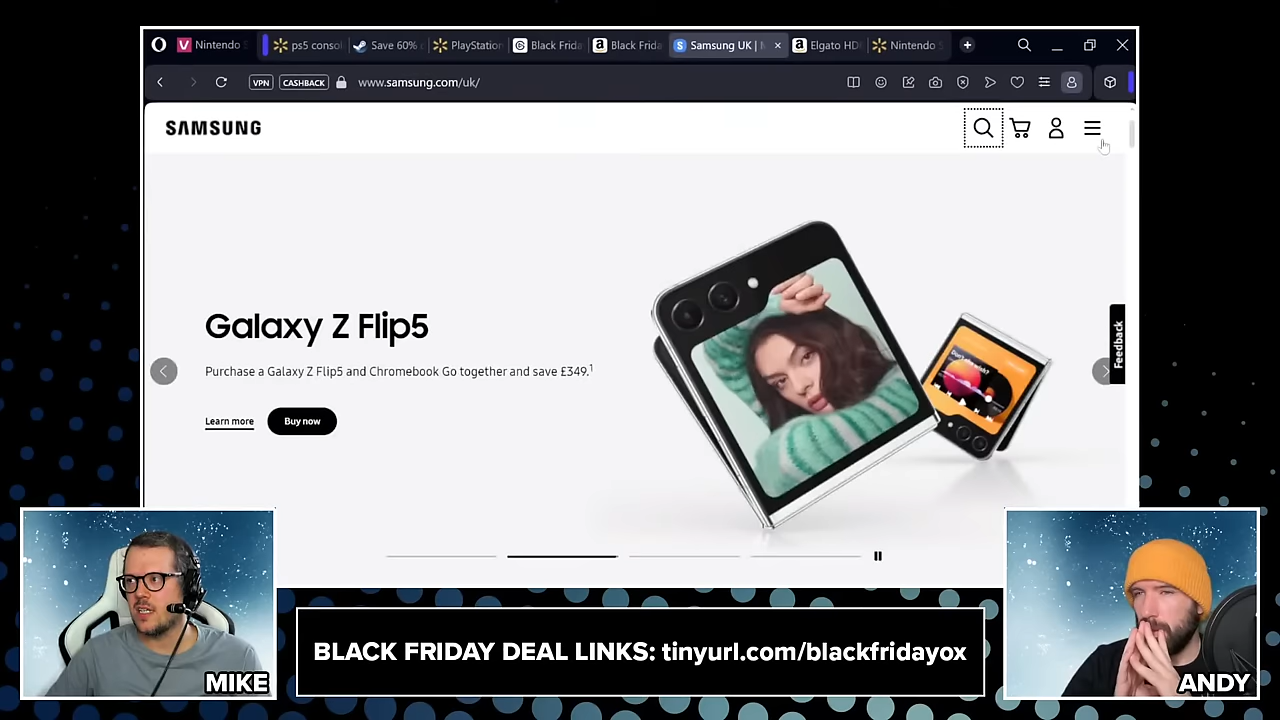 Nintendo S
ps5 conso
Save 60%
PlayStation
Black Frida
Black Frida
Samsung UK | M
Elgato HD
Nintendo S
VPN
CASHBACK
www.samsung.com/uk/
SAMSUNG
Galaxy Z Flip5
Purchase a Galaxy Z Flip5 and Chromebook Go together and save £349.¹
Learn more
Buy now
Feedback
BLACK FRIDAY DEAL LINKS: tinyurl.com/blackfridayox
MIKE
ANDY